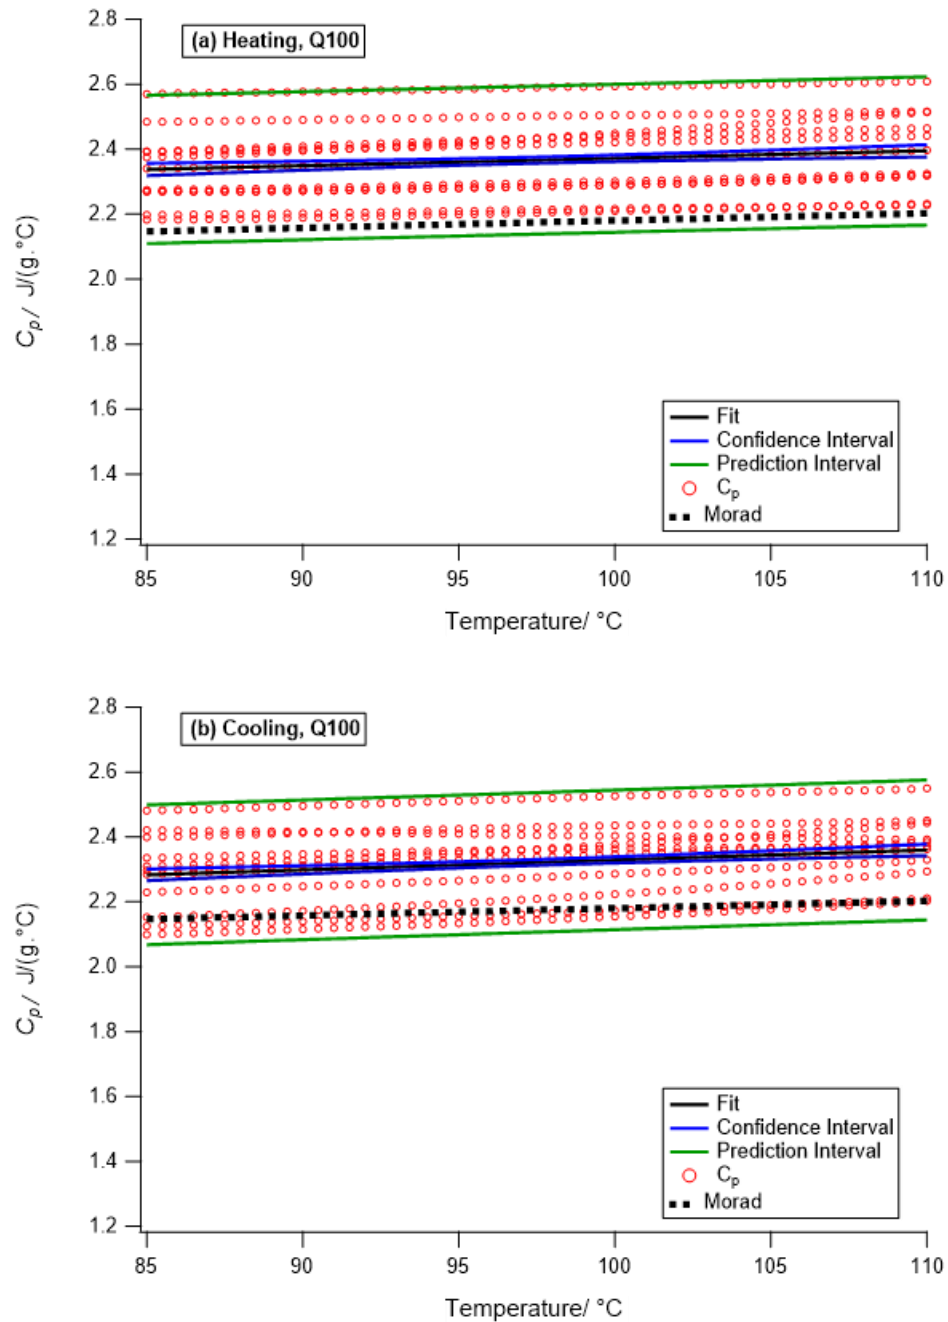 2.8
(a) Heating, Q100
2.6
2.4
2.2
2.0
1.8
1.6
1.4
1.2
Cp/ J/(g.°C)
Fit
Confidence Interval
Prediction Interval
Cp
Morad
85 90 95 100 105 110
Temperature/ °C
2.8
(b) Cooling, Q100
2.6
2.4
2.2
2.0
1.8
1.6
1.4
1.2
Cp/ J/(g.°C)
Fit
Confidence Interval
Prediction Interval
Cp
Morad
85 90 95 100 105 110
Temperature/ °C